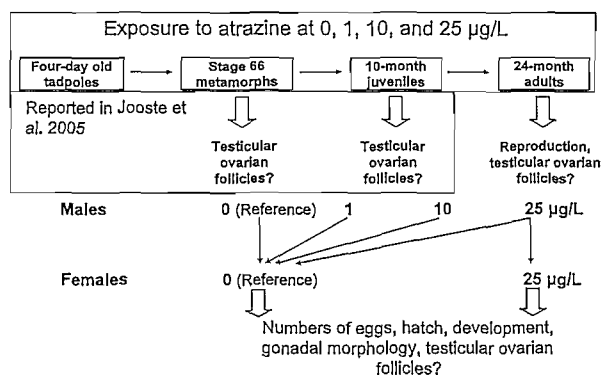 Exposure to atrazine at 0, 1, 10, and 25 µg/L
Four-day old tadpoles
Stage 66 metamorphs
10-month juveniles
24-month adults
Reported in Jooste et
al. 2005
Testicular
ovarian
follicles?
Testicular
ovarian
follicles?
Reproduction,
testicular ovarian
follicles?
Males 0 (Reference) 1 10 25 µg/L
Females 0 (Reference) 25 µg/L
Numbers of eggs, hatch, development,
gonadal morphology, testicular ovarian
follicles?